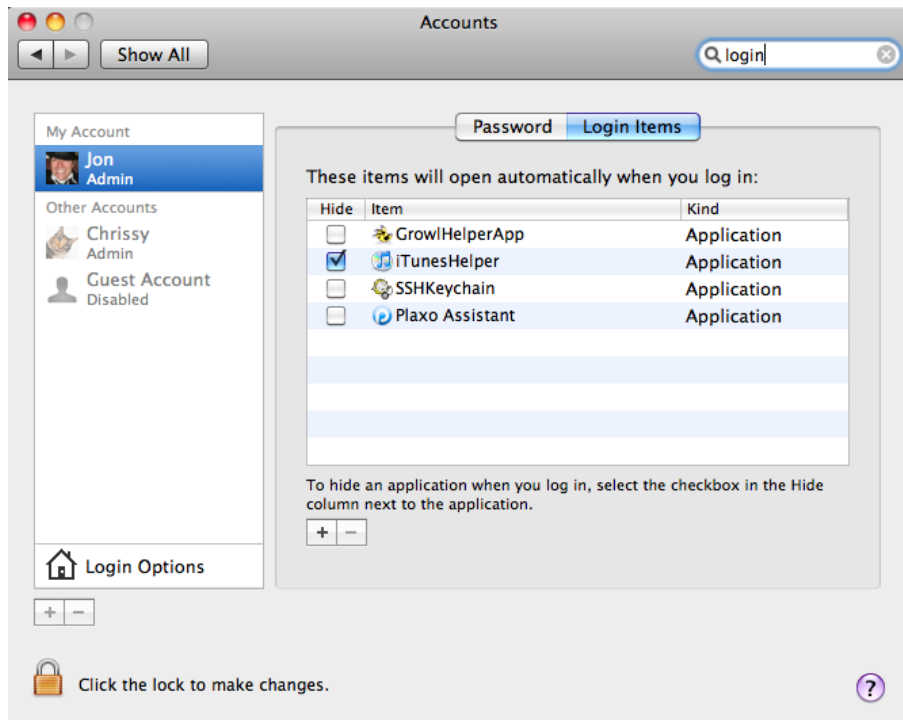 Accounts
Show All
login
My Account
Jon
Admin
Other Accounts
Chrissy
Admin
Guest Account
Disabled
Login Options
Password Login Items
These items will open automatically when you log in:
Hide Item Kind
GrowlHelperApp Application
iTunesHelper Application
SSHKeychain Application
Plaxo Assistant Application
To hide an application when you log in, select the checkbox in the Hide
column next to the application.
+ −
+ −
Click the lock to make changes.
?